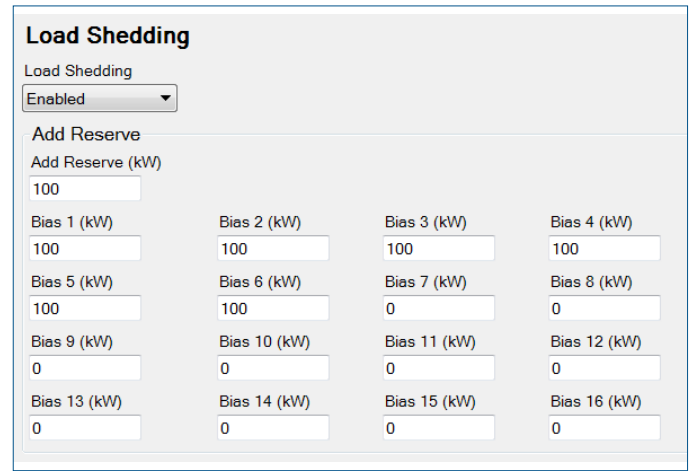 Load Shedding
Load Shedding
Enabled
Add Reserve
Add Reserve (kW)
100
Bias 1 (kW) Bias 2 (kW) Bias 3 (kW) Bias 4 (kW)
100 100 100 100
Bias 5 (kW) Bias 6 (kW) Bias 7 (kW) Bias 8 (kW)
100 100 0 0
Bias 9 (kW) Bias 10 (kW) Bias 11 (kW) Bias 12 (kW)
0 0 0 0
Bias 13 (kW) Bias 14 (kW) Bias 15 (kW) Bias 16 (kW)
0 0 0 0